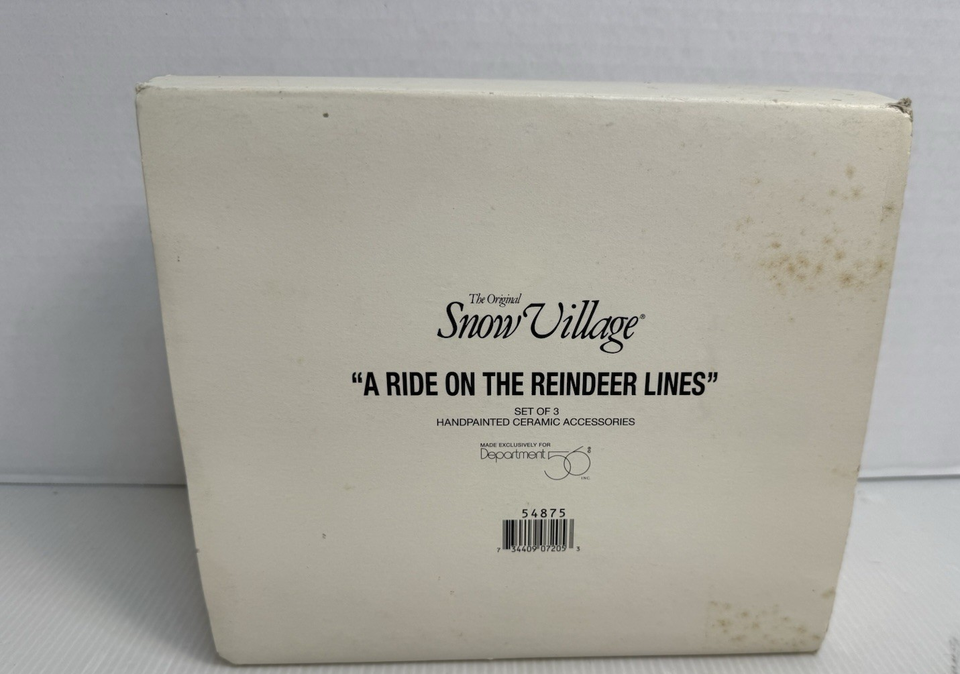 The Original
Snow Village®
“A RIDE ON THE REINDEER LINES”
SET OF 3
HANDPAINTED CERAMIC ACCESSORIES
MADE EXCLUSIVELY FOR
Department 56®
INC.
54875
7 34409 07205 3